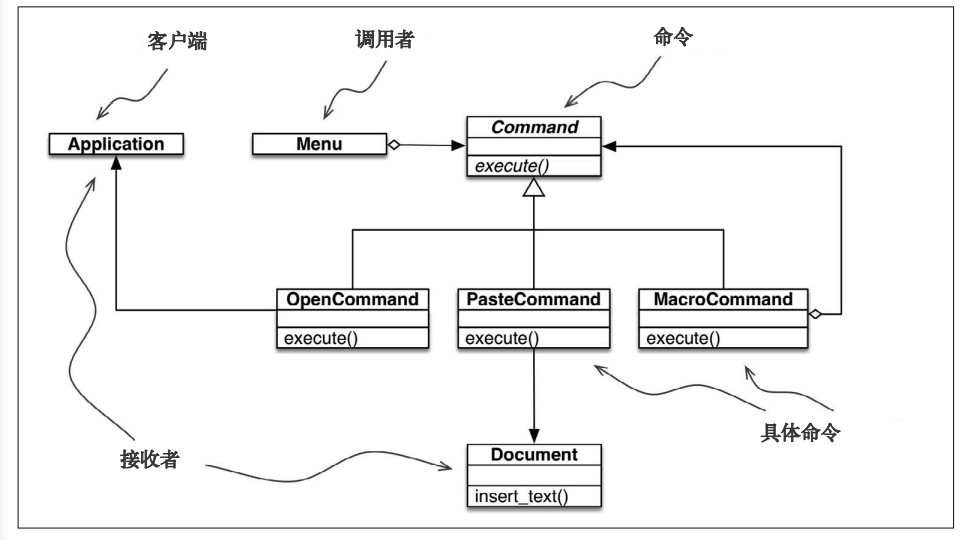 客户端
调用者
命令
Application
Menu
Command
execute()
OpenCommand
execute()
PasteCommand
execute()
MacroCommand
execute()
具体命令
接收者
Document
insert_text()